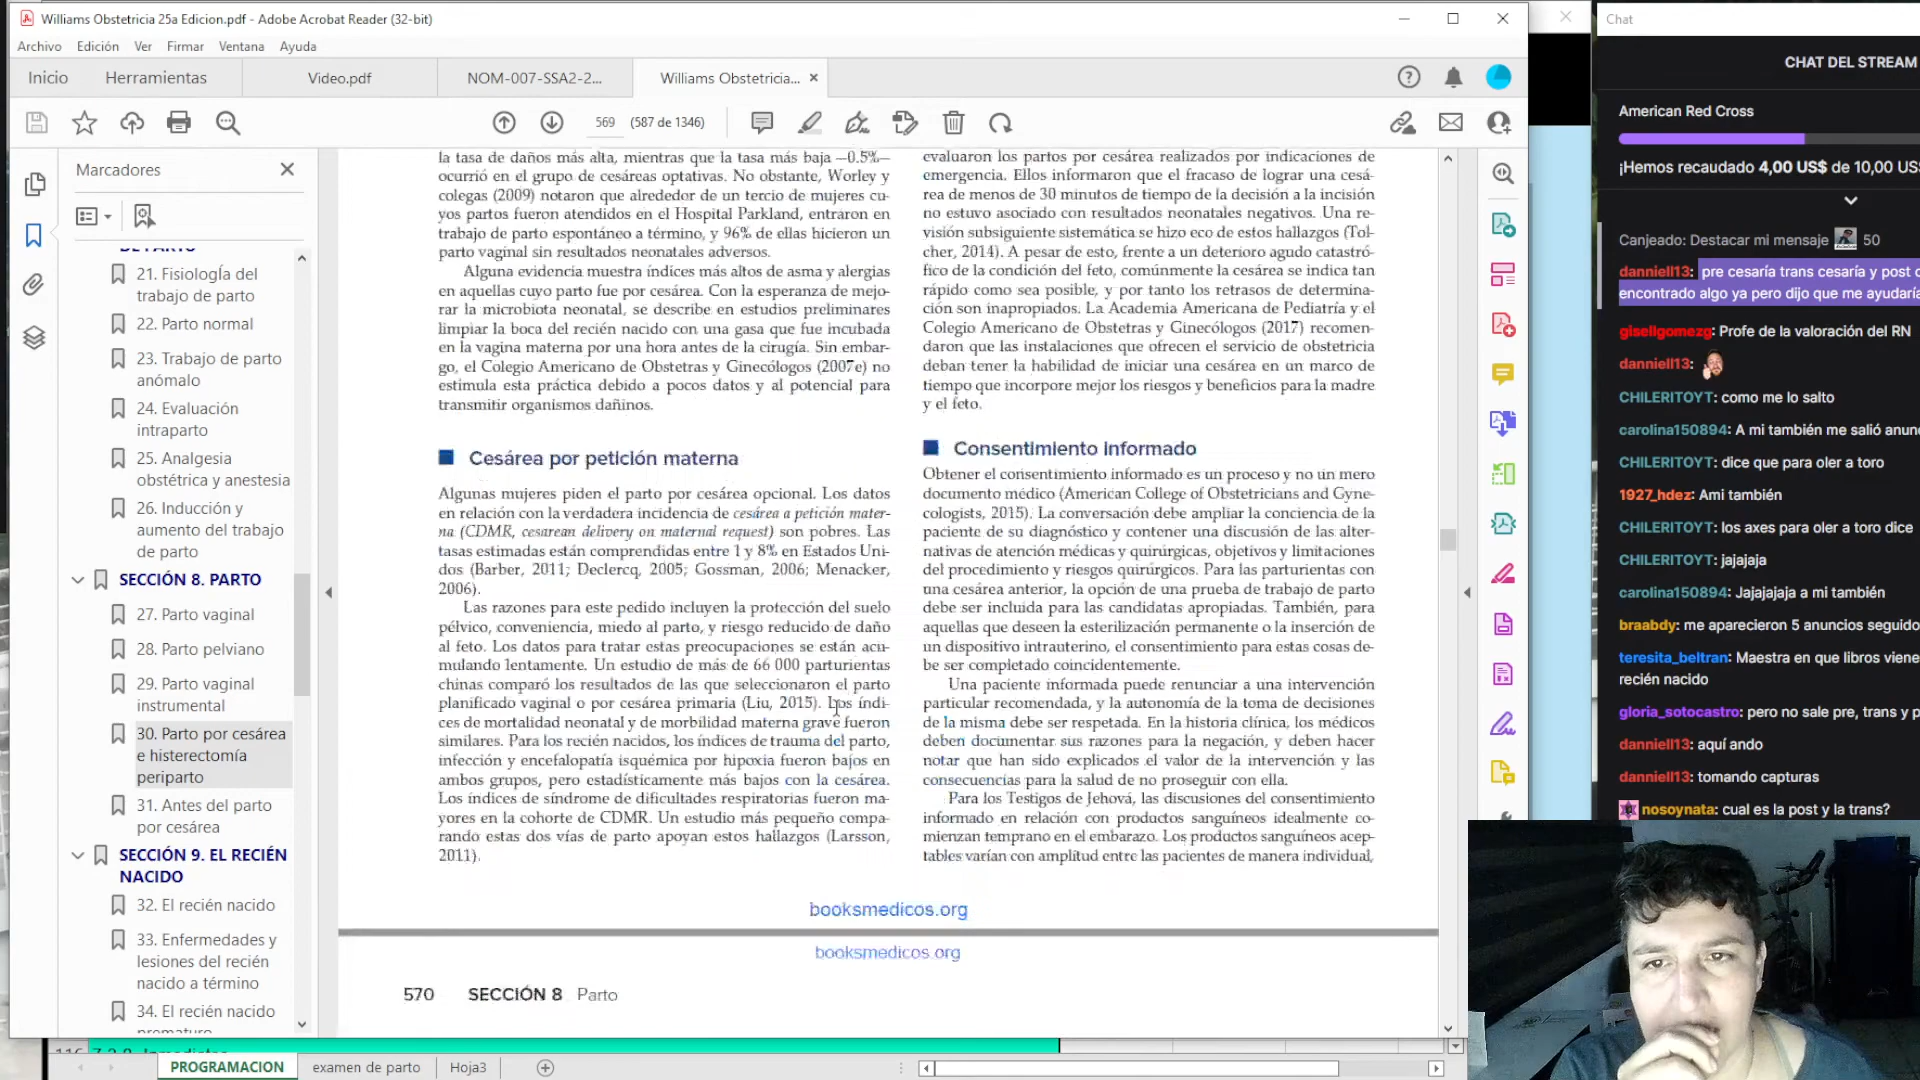 Williams Obstetricia 25a Edicion.pdf - Adobe Acrobat Reader (32-bit)
Archivo Edición Ver Firmar Ventana Ayuda
Inicio Herramientas Video.pdf NOM-007-SSA2-2... Williams Obstetricia...
569 (587 de 1346)
Marcadores
DE PARTO
21. Fisiología del
trabajo de parto
22. Parto normal
23. Trabajo de parto
anómalo
24. Evaluación
intraparto
25. Analgesia
obstétrica y anestesia
26. Inducción y
aumento del trabajo
de parto
SECCIÓN 8. PARTO
27. Parto vaginal
28. Parto pelviano
29. Parto vaginal
instrumental
30. Parto por cesárea
e histerectomía
periparto
31. Antes del parto
por cesárea
SECCIÓN 9. EL RECIÉN
NACIDO
32. El recién nacido
33. Enfermedades y
lesiones del recién
nacido a término
34. El recién nacido
prematuro
la tasa de daños más alta, mientras que la tasa más baja —0.5%—
ocurrió en el grupo de cesáreas optativas. No obstante, Worley y
colegas (2009) notaron que alrededor de un tercio de mujeres cu-
yos partos fueron atendidos en el Hospital Parkland, entraron en
trabajo de parto espontáneo a término, y 96% de ellas hicieron un
parto vaginal sin resultados neonatales adversos.
Alguna evidencia muestra índices más altos de asma y alergias
en aquellas cuyo parto fue por cesárea. Con la esperanza de mejo-
rar la microbiota neonatal, se describe en estudios preliminares
limpiar la boca del recién nacido con una gasa que fue incubada
en la vagina materna por una hora antes de la cirugía. Sin embar-
go, el Colegio Americano de Obstetras y Ginecólogos (2007e) no
estimula esta práctica debido a pocos datos y al potencial para
transmitir organismos dañinos.
Cesárea por petición materna
Algunas mujeres piden el parto por cesárea opcional. Los datos
en relación con la verdadera incidencia de cesárea a petición mater-
na (CDMR, cesarean delivery on maternal request) son pobres. Las
tasas estimadas están comprendidas entre 1 y 8% en Estados Uni-
dos (Barber, 2011; Declercq, 2005; Gossman, 2006; Menacker,
2006).
Las razones para este pedido incluyen la protección del suelo
pélvico, conveniencia, miedo al parto, y riesgo reducido de daño
al feto. Los datos para tratar estas preocupaciones se están acu-
mulando lentamente. Un estudio de más de 66 000 parturientas
chinas comparó los resultados de las que seleccionaron el parto
planificado vaginal o por cesárea primaria (Liu, 2015). Los índi-
ces de mortalidad neonatal y de morbilidad materna grave fueron
similares. Para los recién nacidos, los índices de trauma del parto,
infección y encefalopatía isquémica por hipoxia fueron bajos en
ambos grupos, pero estadísticamente más bajos con la cesárea.
Los índices de síndrome de dificultades respiratorias fueron ma-
yores en la cohorte de CDMR. Un estudio más pequeño compa-
rando estas dos vías de parto apoyan estos hallazgos (Larsson,
2011).
evaluaron los partos por cesárea realizados por indicaciones de
emergencia. Ellos informaron que el fracaso de lograr una cesá-
rea de menos de 30 minutos de tiempo de la decisión a la incisión
no estuvo asociado con resultados neonatales negativos. Una re-
visión subsiguiente sistemática se hizo eco de estos hallazgos (Tol-
cher, 2014). A pesar de esto, frente a un deterioro agudo catastró-
fico de la condición del feto, comúnmente la cesárea se indica tan
rápido como sea posible, y por tanto los retrasos de determina-
ción son inapropiados. La Academia Americana de Pediatría y el
Colegio Americano de Obstetras y Ginecólogos (2017) recomen-
daron que las instalaciones que ofrecen el servicio de obstetricia
deban tener la habilidad de iniciar una cesárea en un marco de
tiempo que incorpore mejor los riesgos y beneficios para la madre
y el feto.
Consentimiento informado
Obtener el consentimiento informado es un proceso y no un mero
documento médico (American College of Obstetricians and Gyne-
cologists, 2015). La conversación debe ampliar la conciencia de la
paciente de su diagnóstico y contener una discusión de las alter-
nativas de atención médicas y quirúrgicas, objetivos y limitaciones
del procedimiento y riesgos quirúrgicos. Para las parturientas con
una cesárea anterior, la opción de una prueba de trabajo de parto
debe ser incluida para las candidatas apropiadas. También, para
aquellas que deseen la esterilización permanente o la inserción de
un dispositivo intrauterino, el consentimiento para estas cosas de-
be ser completado coincidentemente.
Una paciente informada puede renunciar a una intervención
particular recomendada, y la autonomía de la toma de decisiones
de la misma debe ser respetada. En la historia clínica, los médicos
deben documentar sus razones para la negación, y deben hacer
notar que han sido explicados el valor de la intervención y las
consecuencias para la salud de no proseguir con ella.
Para los Testigos de Jehová, las discusiones del consentimiento
informado en relación con productos sanguíneos idealmente co-
mienzan temprano en el embarazo. Los productos sanguíneos acep-
tables varían con amplitud entre las pacientes de manera individual,
booksmedicos.org
booksmedicos.org
570 SECCIÓN 8 Parto
PROGRAMACION examen de parto Hoja3
Chat
CHAT DEL STREAM
American Red Cross
¡Hemos recaudado 4,00 US$ de 10,00 US$
Canjeado: Destacar mi mensaje 50
danniell13: pre cesaría trans cesaría y post
encontrado algo ya pero dijo que me ayudaría
gisellgomezg: Profe de la valoración del RN
danniell13:
CHILERITOYT: como me lo salto
carolina150894: A mi también me salió
CHILERITOYT: dice que para oler a toro
1927_hdez: Ami también
CHILERITOYT: los axes para oler a toro dice
CHILERITOYT: jajajaja
carolina150894: Jajajajaja a mi también
braabdy: me aparecieron 5 anuncios seguido
teresita_beltran: Maestra en que libros viene
recién nacido
gloria_sotocastro: pero no sale pre, trans y
danniell13: aquí ando
danniell13: tomando capturas
nosoynata: cual es la post y la trans?